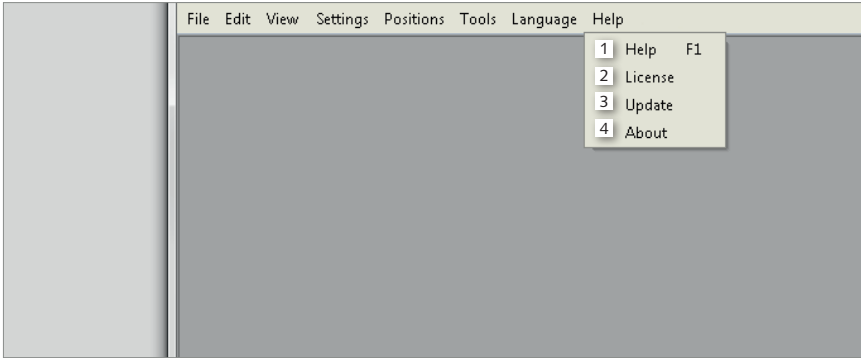 File Edit View Settings Positions Tools Language Help
1 Help F1
2 License
3 Update
4 About